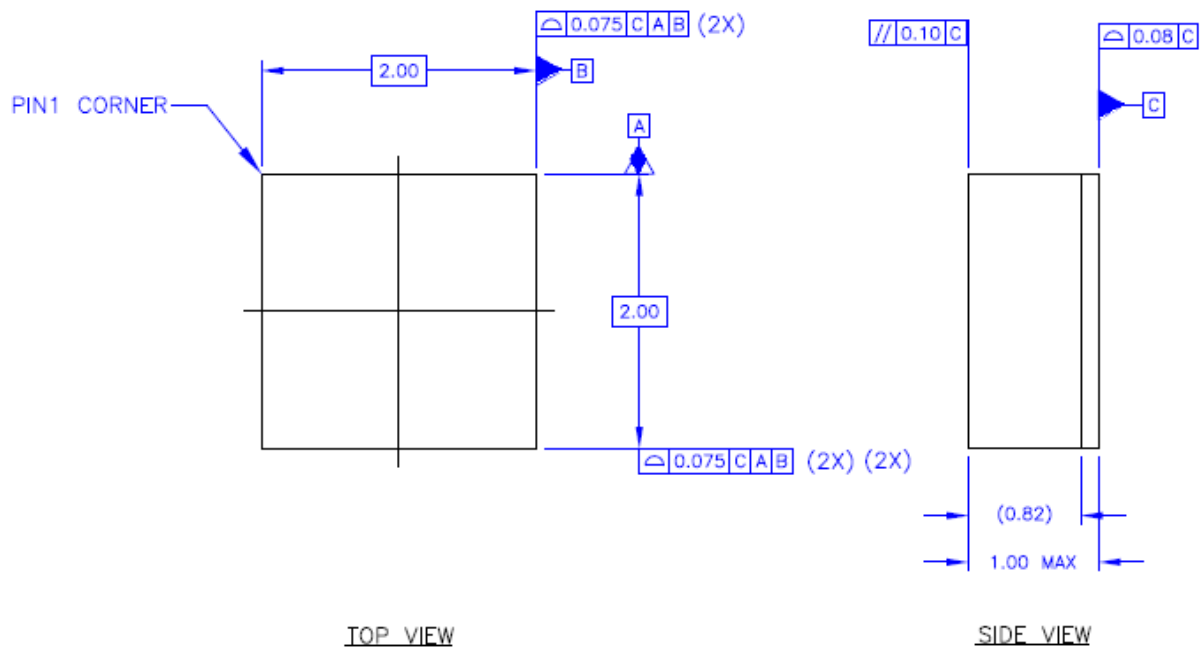 ⌓ 0.075 C A B (2X)
// 0.10 C
⌓ 0.08 C
2.00
B
PIN1 CORNER
C
A
2.00
⌓ 0.075 C A B (2X) (2X)
(0.82)
1.00 MAX
TOP VIEW
SIDE VIEW